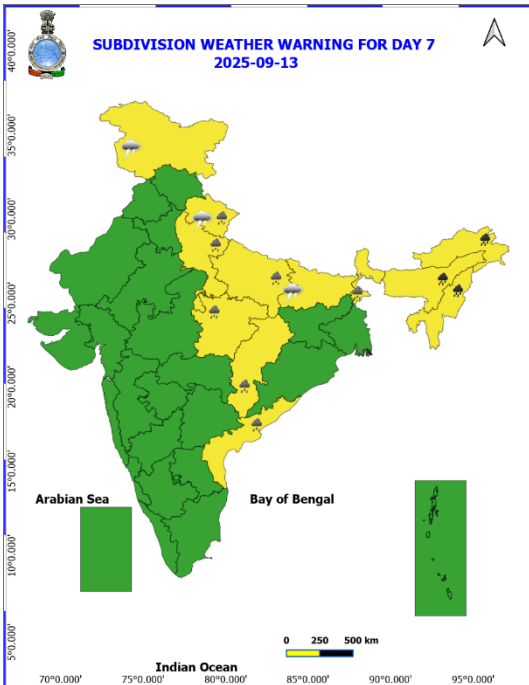 SUBDIVISION WEATHER WARNING FOR DAY 7
2025-09-13
40°0.000'
35°0.000'
30°0.000'
25°0.000'
20°0.000'
15°0.000'
10°0.000'
5°0.000'
Arabian Sea
Bay of Bengal
0 250 500 km
Indian Ocean
70°0.000' 75°0.000' 80°0.000' 85°0.000' 90°0.000' 95°0.000'